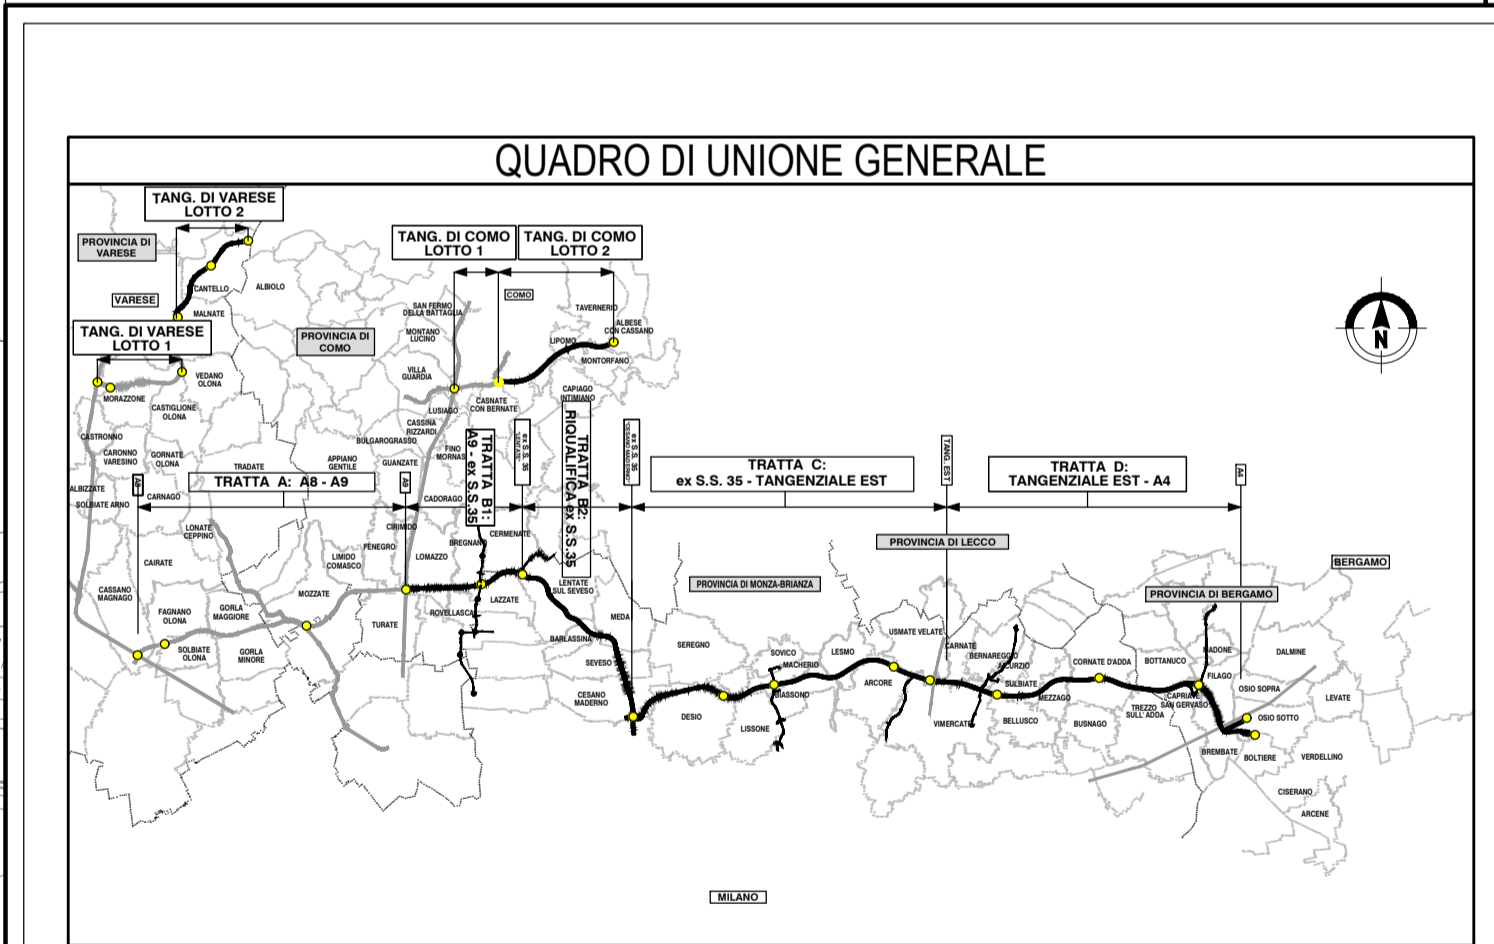 QUADRO DI UNIONE GENERALE
TANG. DI VARESE
LOTTO 2
PROVINCIA DI
VARESE
TANG. DI COMO
LOTTO 1
TANG. DI COMO
LOTTO 2
CANTELLO
ALBIOLO
VARESE
MALNATE
COMO
SAN FERMO
DELLA BATTAGLIA
TAVERNERIO
ALBESE
CON CASSANO
TANG. DI VARESE
LOTTO 1
PROVINCIA DI
COMO
MONTANO
LUCINO
LIPOMO
MONTORFANO
N
VEDANO
OLONA
VILLA
GUARDIA
CAPIAGO
INTIMIANO
MORAZZONE
CASTIGLIONE
OLONA
LUSIAGO
CASNATE
CON BERNATE
CASSINA
RIZZARDI
CASTRONNO
BULGAROGRASSO
CARONNO
VARESINO
GORNATE
OLONA
FINO
MORNAS
TRADATE
APPIANO
GENTILE
GUANZATE
TRATTA B1:
A9 - ex S.S.35
ex S.S. 35
LENTATE
TRATTA B2:
RIQUALIFICA ex S.S.35
ex S.S. 35
CESANO MADERNO
TRATTA C:
ex S.S. 35 - TANGENZIALE EST
TANG. EST
TRATTA D:
TANGENZIALE EST - A4
A4
ALBIZZATE
A8
TRATTA A: A8 - A9
A9
CARNAGO
SOLBIATE ARNO
CADORAGO
LONATE
CEPPINO
CIRIMIDO
CERMENATE
FENEGRO
BREGNANO
LIMIDO
COMASCO
LOMAZZO
PROVINCIA DI LECCO
CAIRATE
BERGAMO
CASSANO
MAGNAGO
MOZZATE
LAZZATE
LENTATE
SUL SEVESO
PROVINCIA DI MONZA-BRIANZA
PROVINCIA DI BERGAMO
FAGNANO
OLONA
GORLA
MAGGIORE
ROVELLASCA
TURATE
MEDA
BARLASSINA
SEREGNO
USMATE VELATE
SOLBIATE
OLONA
GORLA
MINORE
SOVICO
LESMO
CARNATE
BERNAREGGIO
MADONE
DALMINE
SEVESO
MACHERIO
AICURZIO
CORNATE D'ADDA
BOTTANUCO
FILAGO
ARCORE
SULBIATE
OSIO SOPRA
CESANO
MADERNO
BIASSONO
MEZZAGO
CAPRIATE
SAN GERVASO
LEVATE
DESIO
TREZZO
SULL' ADDA
OSIO SOTTO
LISSONE
VIMERCATE
BELLUSCO
BUSNAGO
BREMBATE
BOLTIERE
VERDELLINO
CISERANO
ARCENE
MILANO